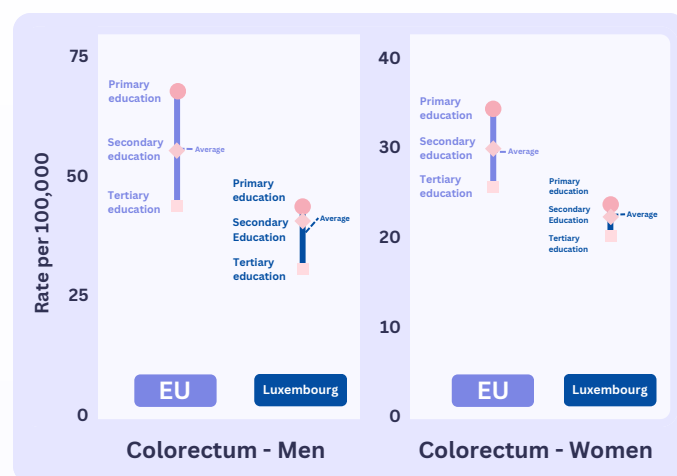 Rate per 100,000
75
50
25
0
Primary
education
Secondary
education
Average
Tertiary
education
Primary
education
Secondary
Education
Average
Tertiary
education
EU
Luxembourg
Colorectum - Men
40
30
20
10
0
Primary
education
Secondary
education
Average
Tertiary
education
Primary
education
Secondary
Education
Average
Tertiary
education
EU
Luxembourg
Colorectum - Women